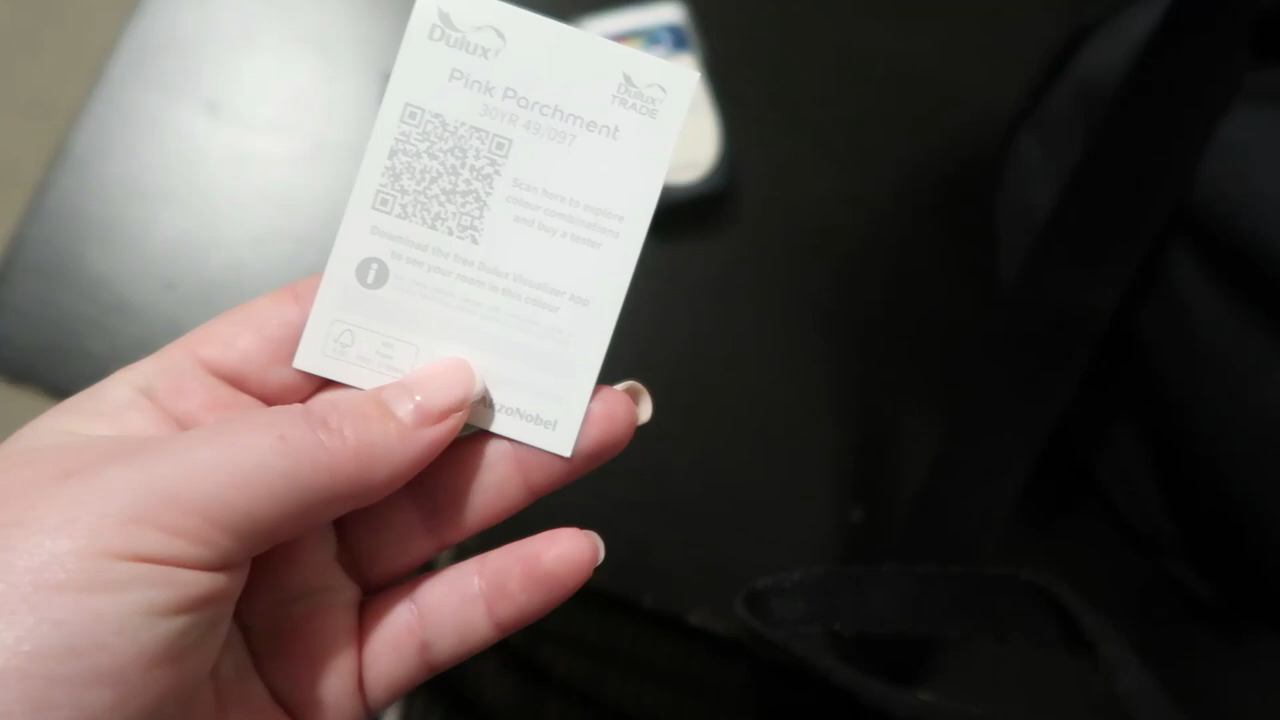 Dulux
Dulux
TRADE
Pink Parchment
30YR 49/097
Scan here to explore
colour combinations
and buy a tester
Download the free Dulux Visualizer app
to see your room in this colour
AkzoNobel